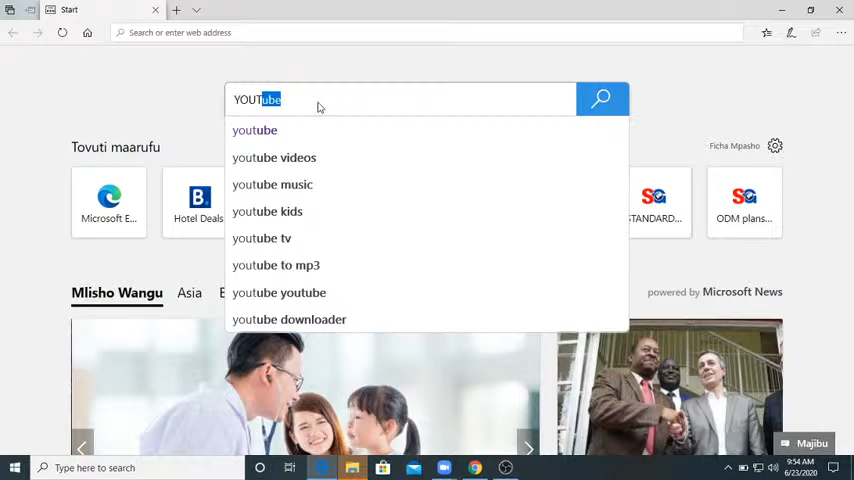 Start
Search or enter web address
YOUTube
youtube
youtube videos
youtube music
youtube kids
youtube tv
youtube to mp3
youtube youtube
youtube downloader
Tovuti maarufu
Ficha Mpasho
Microsoft E...
B.
Hotel Deals
SG
STANDARD...
SG
ODM plans...
Mlisho Wangu
Asia
powered by Microsoft News
Majibu
Type here to search
9:54 AM
6/23/2020